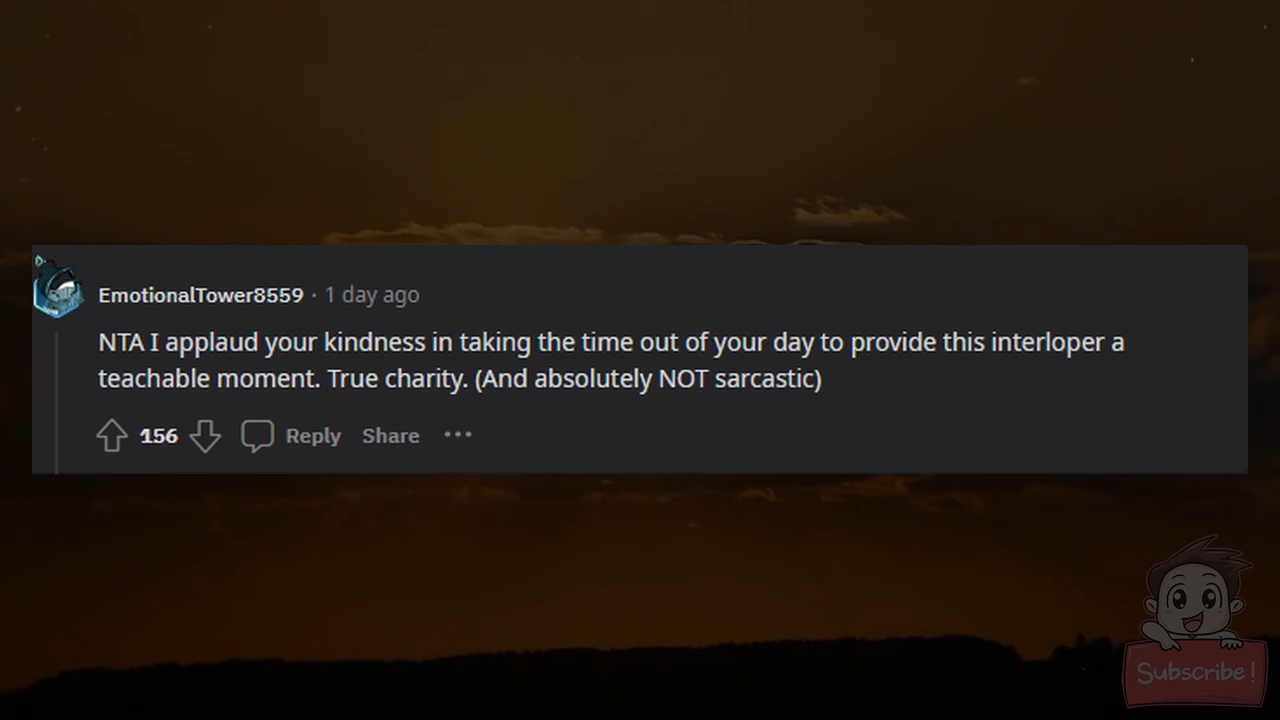 EmotionalTower8559 · 1 day ago
NTA I applaud your kindness in taking the time out of your day to provide this interloper a
teachable moment. True charity. (And absolutely NOT sarcastic)
156 Reply Share ...
Subscribe!